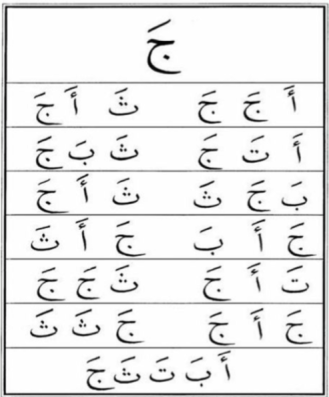 جَ
أَ جَ جَ ثَ أَ جَ
أَ تَ جَ ثَ بَ جَ
بَ جَ ثَ ثَ أَ جَ
جَ أَ بَ جَ أَ ثَ
تَ أَ جَ ثَ جَ جَ
جَ أَ جَ جَ ثَ ثَ
أَ بَ تَ ثَ جَ